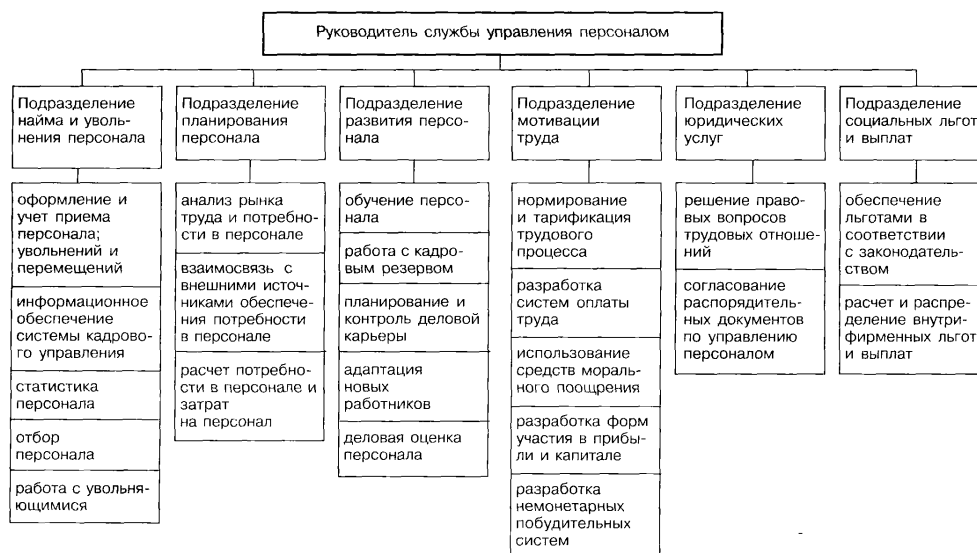 Руководитель службы управления персоналом
Подразделение
найма и уволь-
нения персонала
Подразделение
планирования
персонала
Подразделение
развития персо-
нала
Подразделение
мотивации
труда
Подразделение
юридических
услуг
Подразделение
социальных льгот
и выплат
оформление и
учет приема
персонала;
увольнений и
перемещений
информационное
обеспечение
системы кадрово-
го управления
статистика
персонала
отбор
персонала
работа с увольня-
ющимися
анализ рынка
труда и потребно-
сти в персонале
взаимосвязь с
внешними источ-
никами обеспече-
ния потребности
в персонале
расчет потребно-
сти в персонале и
затрат
на персонал
обучение персо-
нала
работа с кадро-
вым резервом
планирование и
контроль деловой
карьеры
адаптация
новых
работников
деловая оценка
персонала
нормирование
и тарификация
трудового
процесса
разработка
систем оплаты
труда
использование
средств мораль-
ного поощрения
разработка форм
участия в прибы-
ли и капитале
разработка
немонетарных
побудительных
систем
решение право-
вых вопросов
трудовых отноше-
ний
согласование
распорядитель-
ных документов
по управлению
персоналом
обеспечение
льготами в
соответствии
с законодатель-
ством
расчет и распре-
деление внутри-
фирменных льгот
и выплат